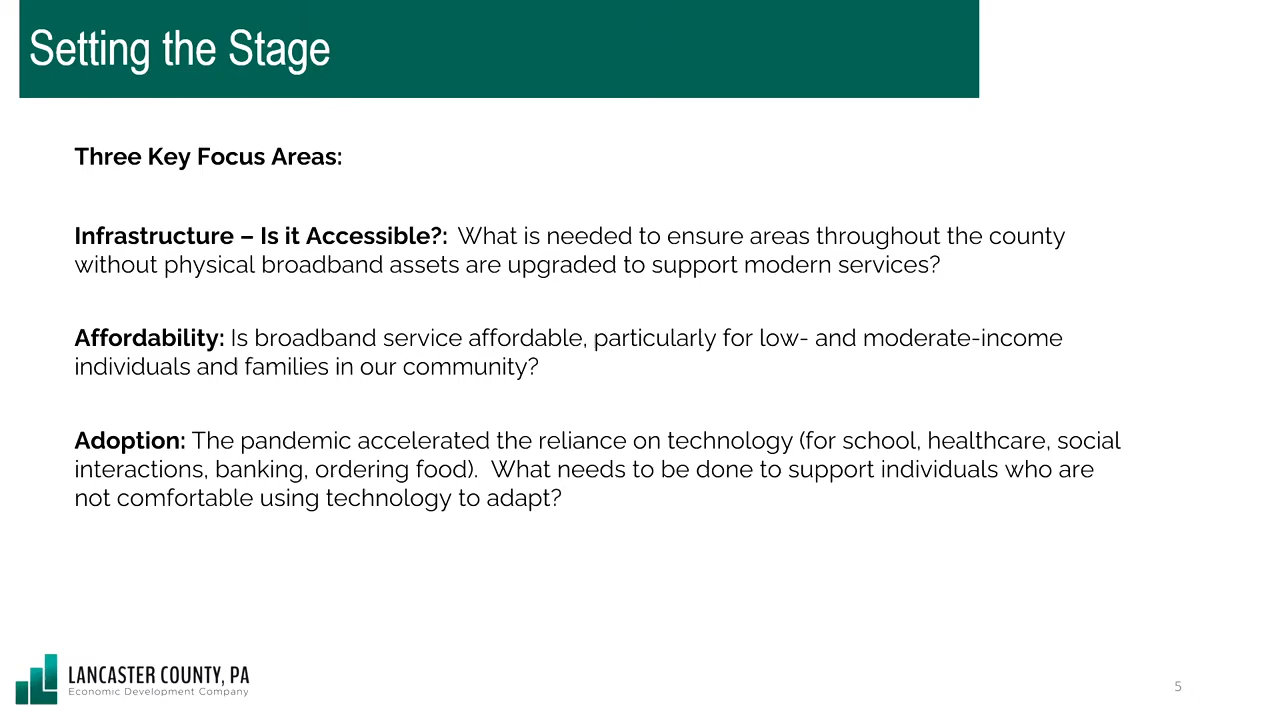 Setting the Stage
Three Key Focus Areas:
Infrastructure – Is it Accessible?:  What is needed to ensure areas throughout the county
without physical broadband assets are upgraded to support modern services?
Affordability: Is broadband service affordable, particularly for low- and moderate-income
individuals and families in our community?
Adoption: The pandemic accelerated the reliance on technology (for school, healthcare, social
interactions, banking, ordering food).  What needs to be done to support individuals who are
not comfortable using technology to adapt?
LANCASTER COUNTY, PA
Economic Development Company
5